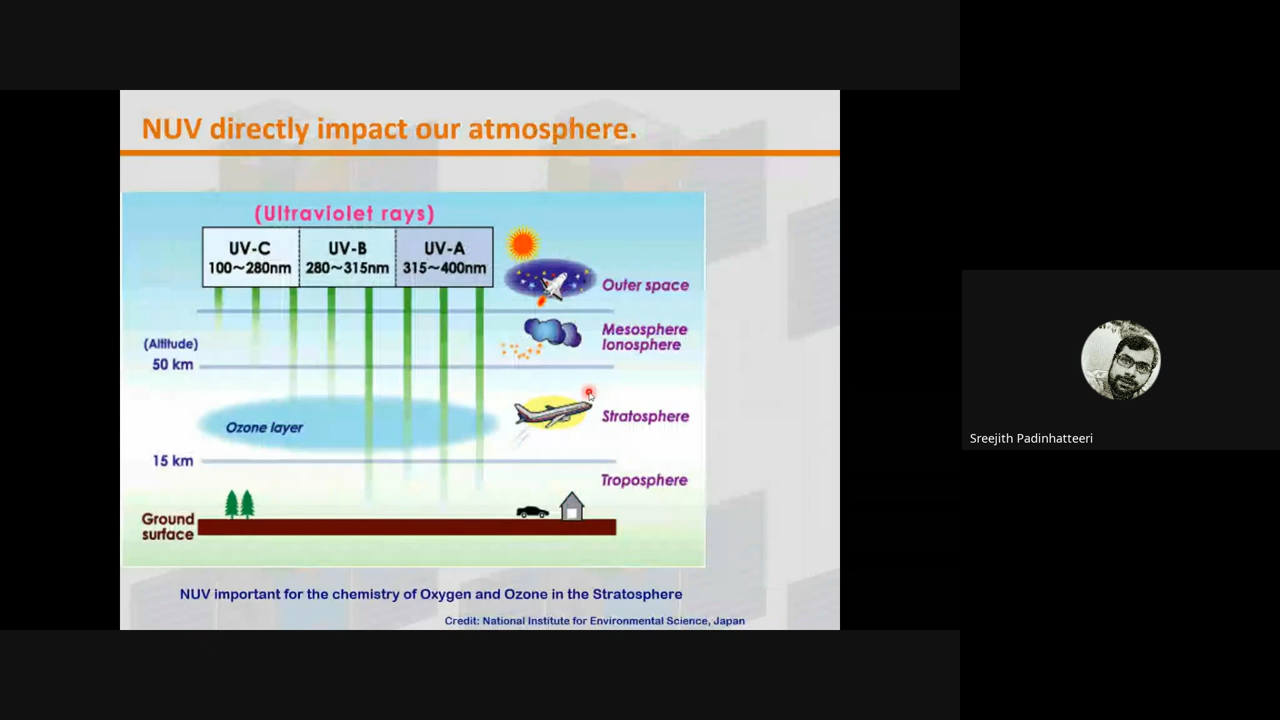 NUV directly impact our atmosphere.
(Ultraviolet rays)
UV-C
100~280nm
UV-B
280~315nm
UV-A
315~400nm
Outer space
Mesosphere
Ionosphere
(Altitude)
50 km
Stratosphere
Ozone layer
15 km
Troposphere
Ground
surface
NUV important for the chemistry of Oxygen and Ozone in the Stratosphere
Credit: National Institute for Environmental Science, Japan
Sreejith Padinhatteeri